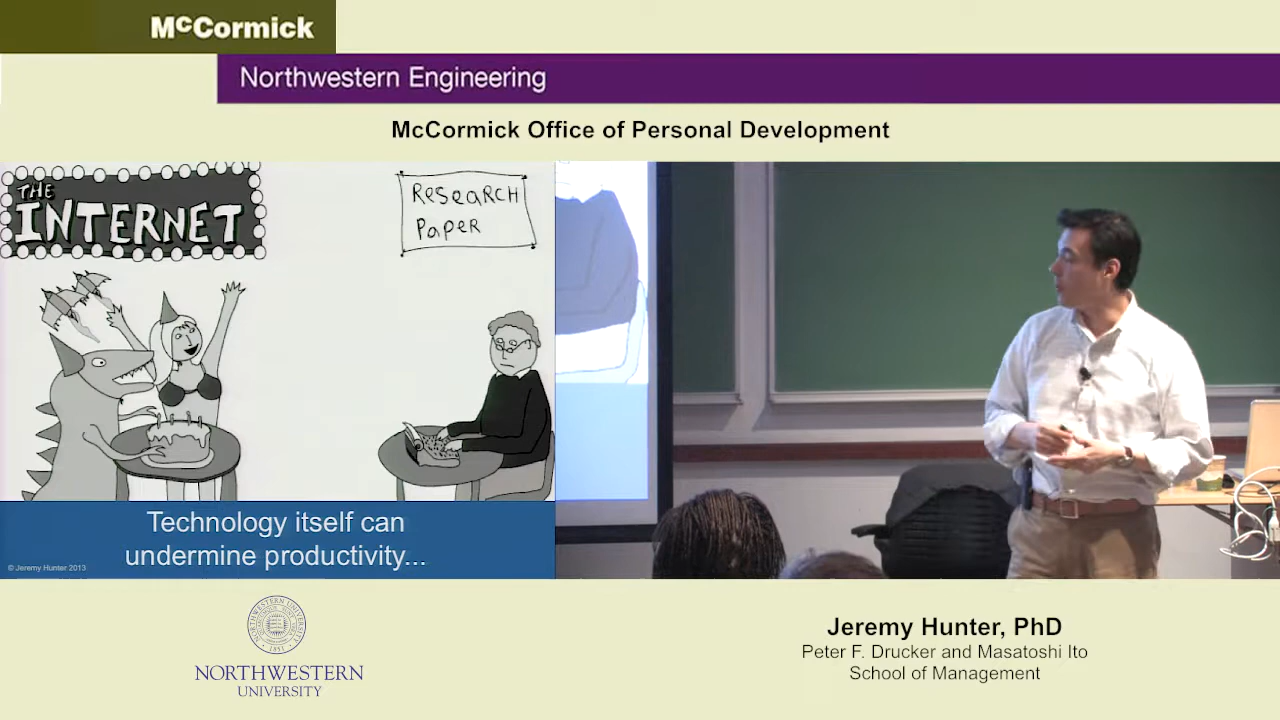 McCormick
Northwestern Engineering
McCormick Office of Personal Development
THE
INTERNET
RESEARCH
PAPER
Technology itself can
undermine productivity...
© Jeremy Hunter 2013
NORTHWESTERN
UNIVERSITY
Jeremy Hunter, PhD
Peter F. Drucker and Masatoshi Ito
School of Management